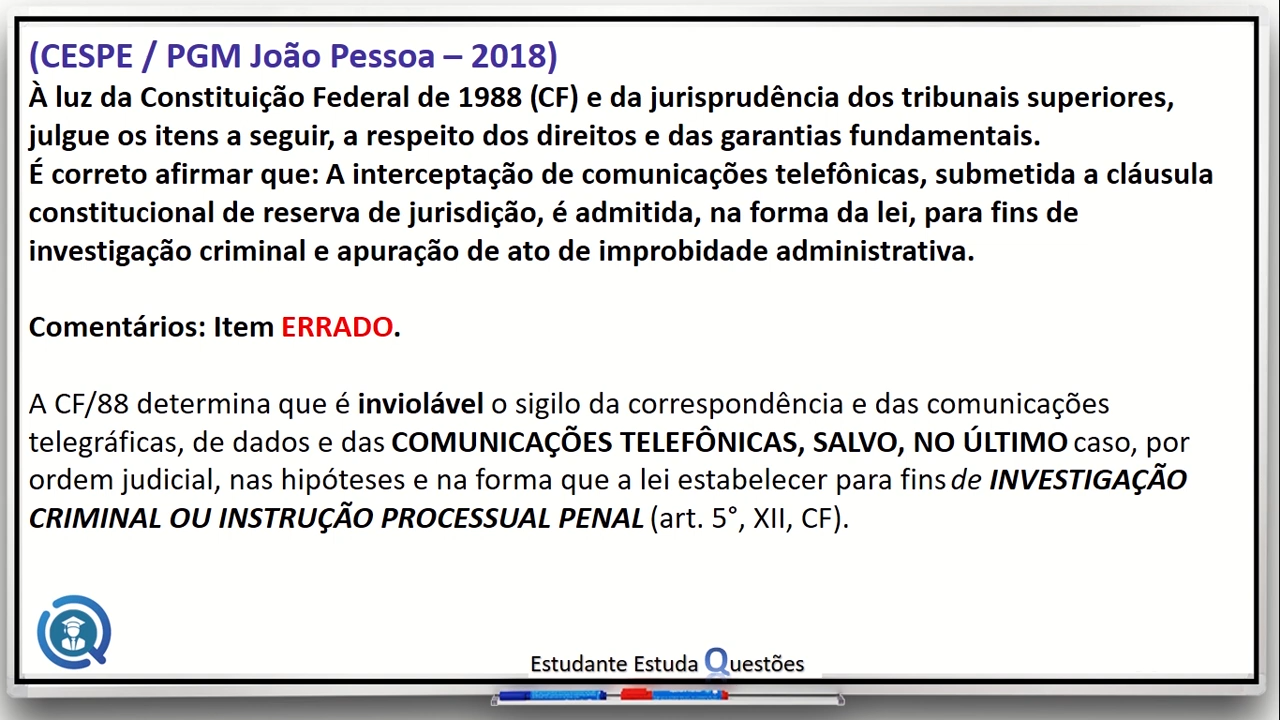 (CESPE / PGM João Pessoa – 2018)
À luz da Constituição Federal de 1988 (CF) e da jurisprudência dos tribunais superiores,
julgue os itens a seguir, a respeito dos direitos e das garantias fundamentais.
É correto afirmar que: A interceptação de comunicações telefônicas, submetida a cláusula
constitucional de reserva de jurisdição, é admitida, na forma da lei, para fins de
investigação criminal e apuração de ato de improbidade administrativa.
Comentários: Item ERRADO.
A CF/88 determina que é inviolável o sigilo da correspondência e das comunicações
telegráficas, de dados e das COMUNICAÇÕES TELEFÔNICAS, SALVO, NO ÚLTIMO caso, por
ordem judicial, nas hipóteses e na forma que a lei estabelecer para fins de INVESTIGAÇÃO
CRIMINAL OU INSTRUÇÃO PROCESSUAL PENAL (art. 5°, XII, CF).
Estudante Estuda Questões